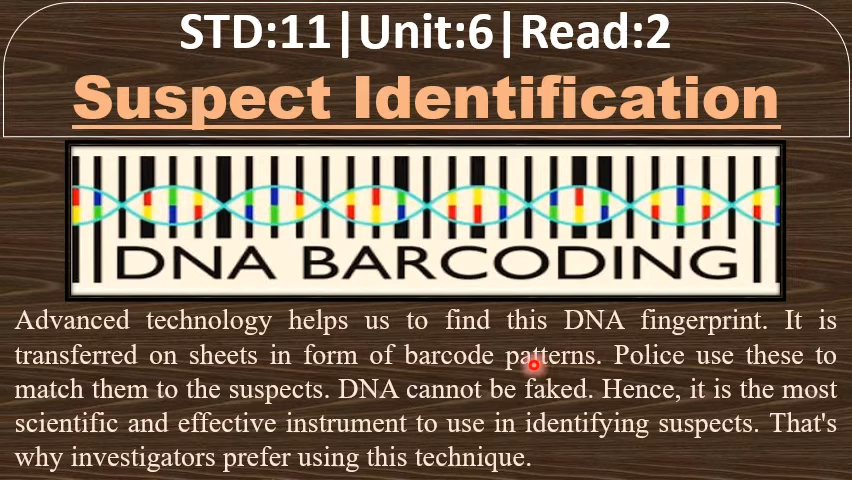 STD:11|Unit:6|Read:2
Suspect Identification
DNA BARCODING
Advanced technology helps us to find this DNA fingerprint. It is
transferred on sheets in form of barcode patterns. Police use these to
match them to the suspects. DNA cannot be faked. Hence, it is the most
scientific and effective instrument to use in identifying suspects. That's
why investigators prefer using this technique.